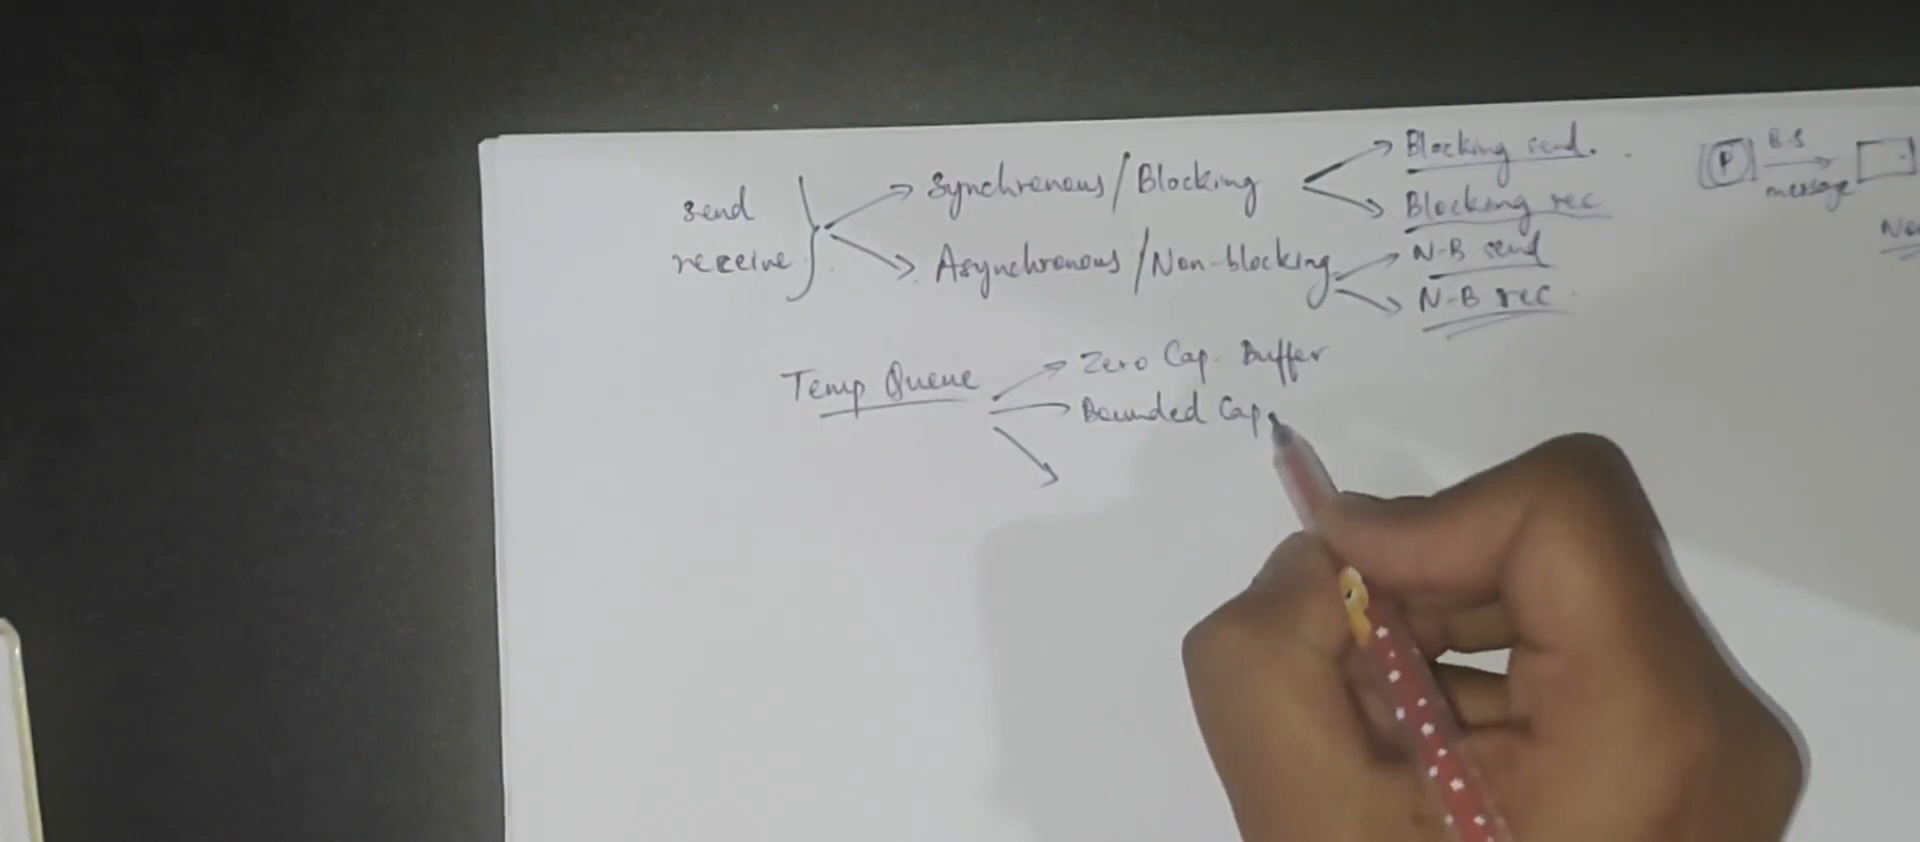 send
receive
Synchronous/Blocking
Asynchronous/Non-blocking
Blocking send.
Blocking rec
N-B send
N-B rec
P
B-S
message
Temp Queue
Zero Cap. Buffer
Bounded Cap